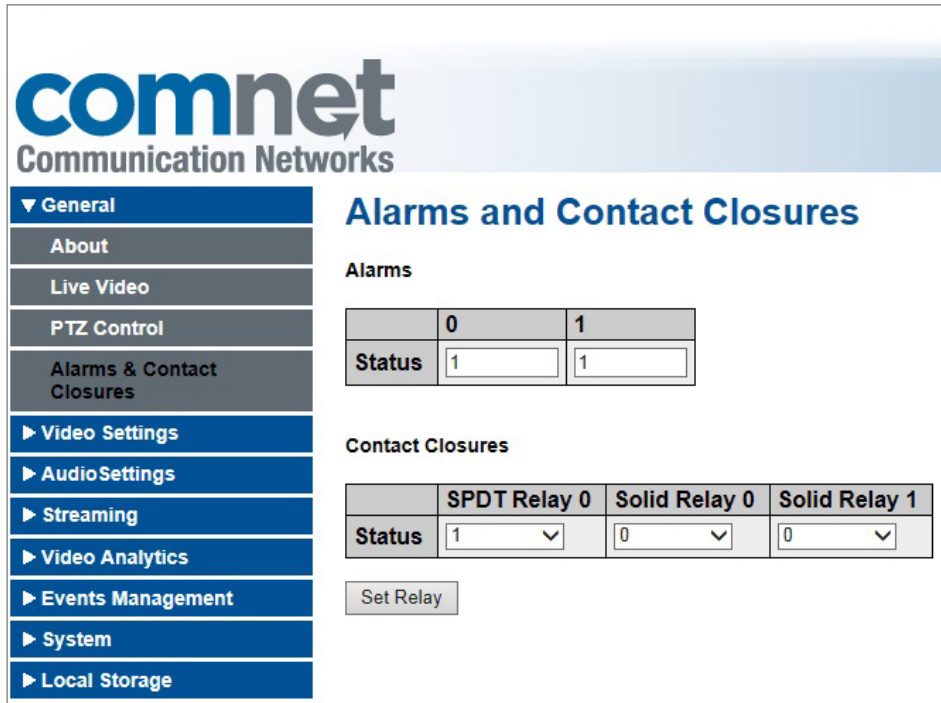 comnet
Communication Networks
General
About
Live Video
PTZ Control
Alarms & Contact
Closures
Video Settings
AudioSettings
Streaming
Video Analytics
Events Management
System
Local Storage
Alarms and Contact Closures
Alarms
0 1
Status 1 1
Contact Closures
SPDT Relay 0 Solid Relay 0 Solid Relay 1
Status 1 0 0
Set Relay